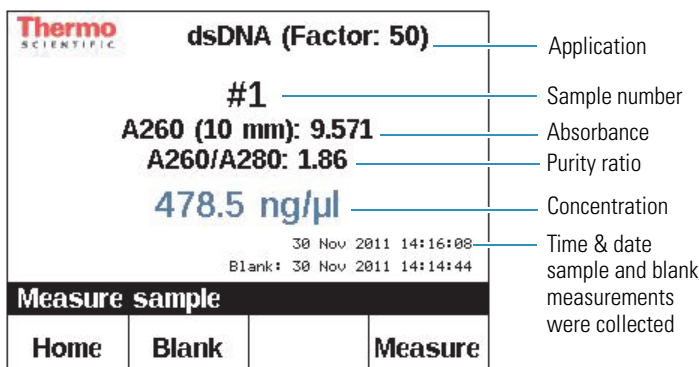 Thermo
SCIENTIFIC
dsDNA (Factor: 50)
Application
#1
Sample number
A260 (10 mm): 9.571
Absorbance
A260/A280: 1.86
Purity ratio
478.5 ng/µl
Concentration
30 Nov 2011 14:16:08
Blank: 30 Nov 2011 14:14:44
Time & date
sample and blank
measurements
were collected
Measure sample
Home Blank Measure